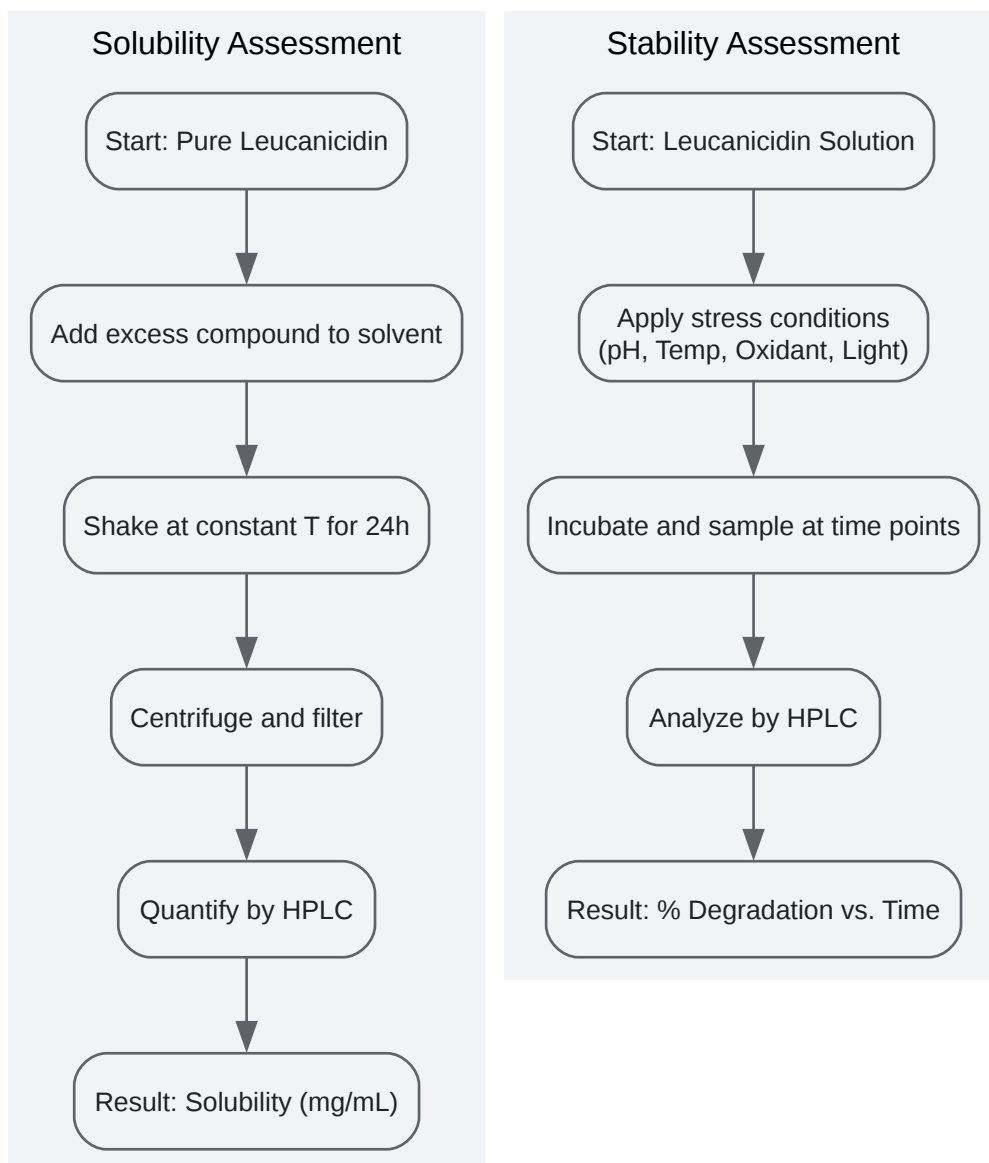 Solubility Assessment
Start: Pure Leucanicidin
Add excess compound to solvent
Shake at constant T for 24h
Centrifuge and filter
Quantify by HPLC
Result: Solubility (mg/mL)
Stability Assessment
Start: Leucanicidin Solution
Apply stress conditions
(pH, Temp, Oxidant, Light)
Incubate and sample at time points
Analyze by HPLC
Result: % Degradation vs. Time